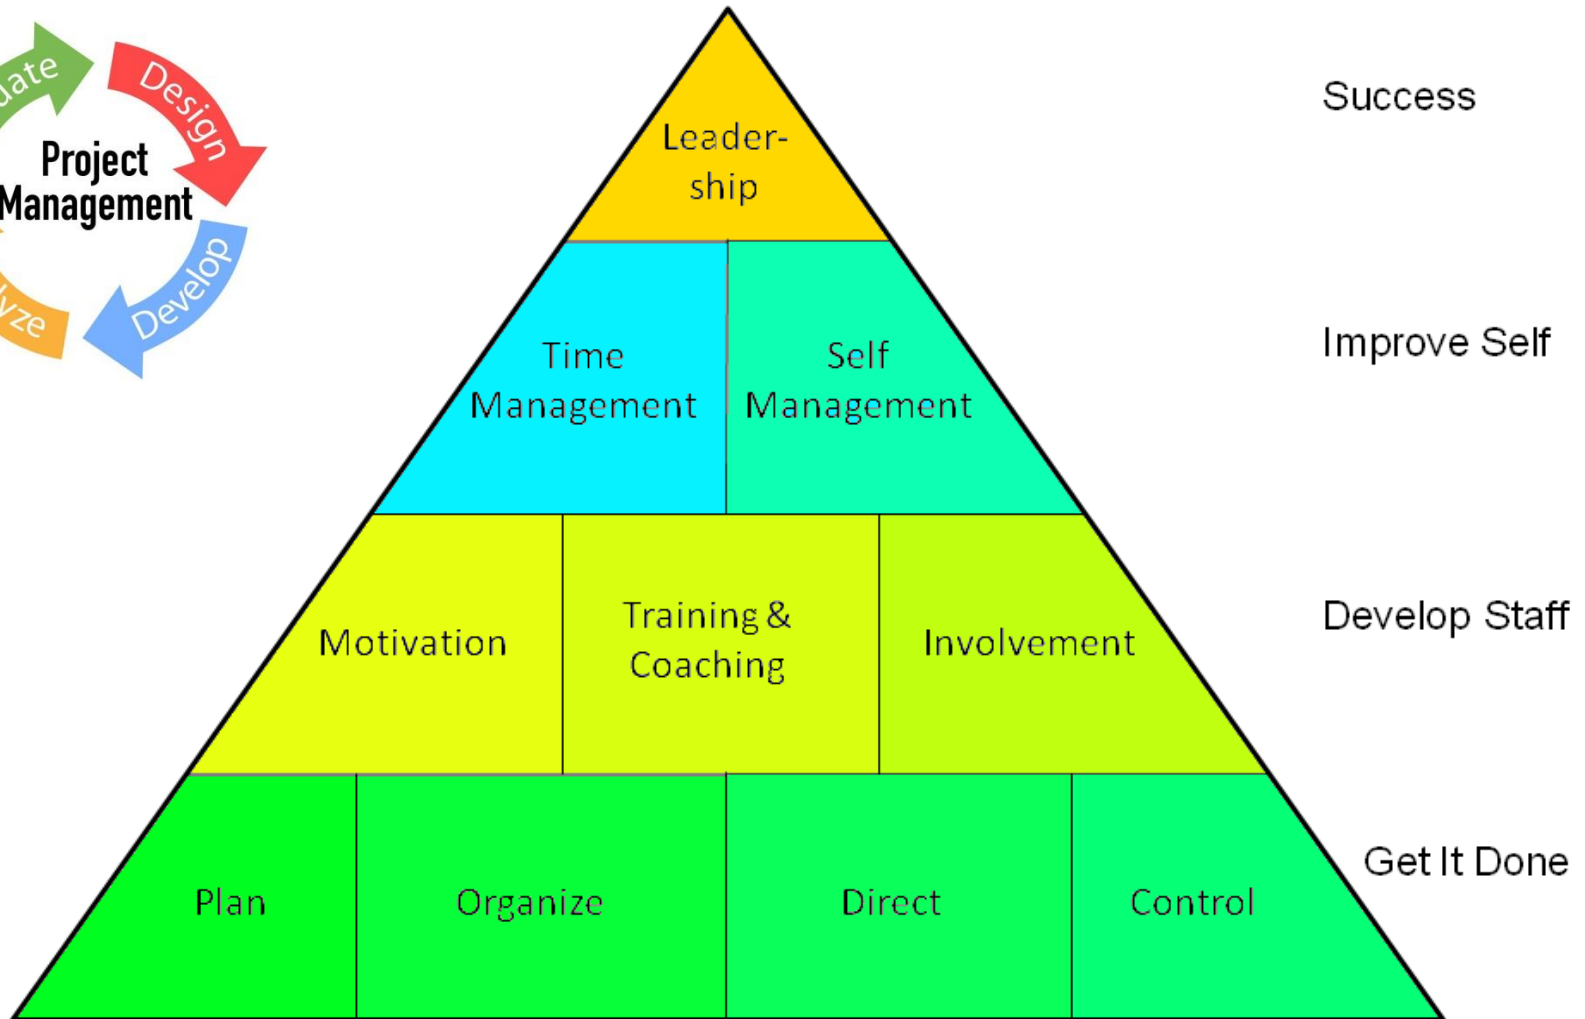 Design
Project
Management
Develop
Leader-
ship
Success
Time
Management
Self
Management
Improve Self
Motivation
Training &
Coaching
Involvement
Develop Staff
Plan
Organize
Direct
Control
Get It Done